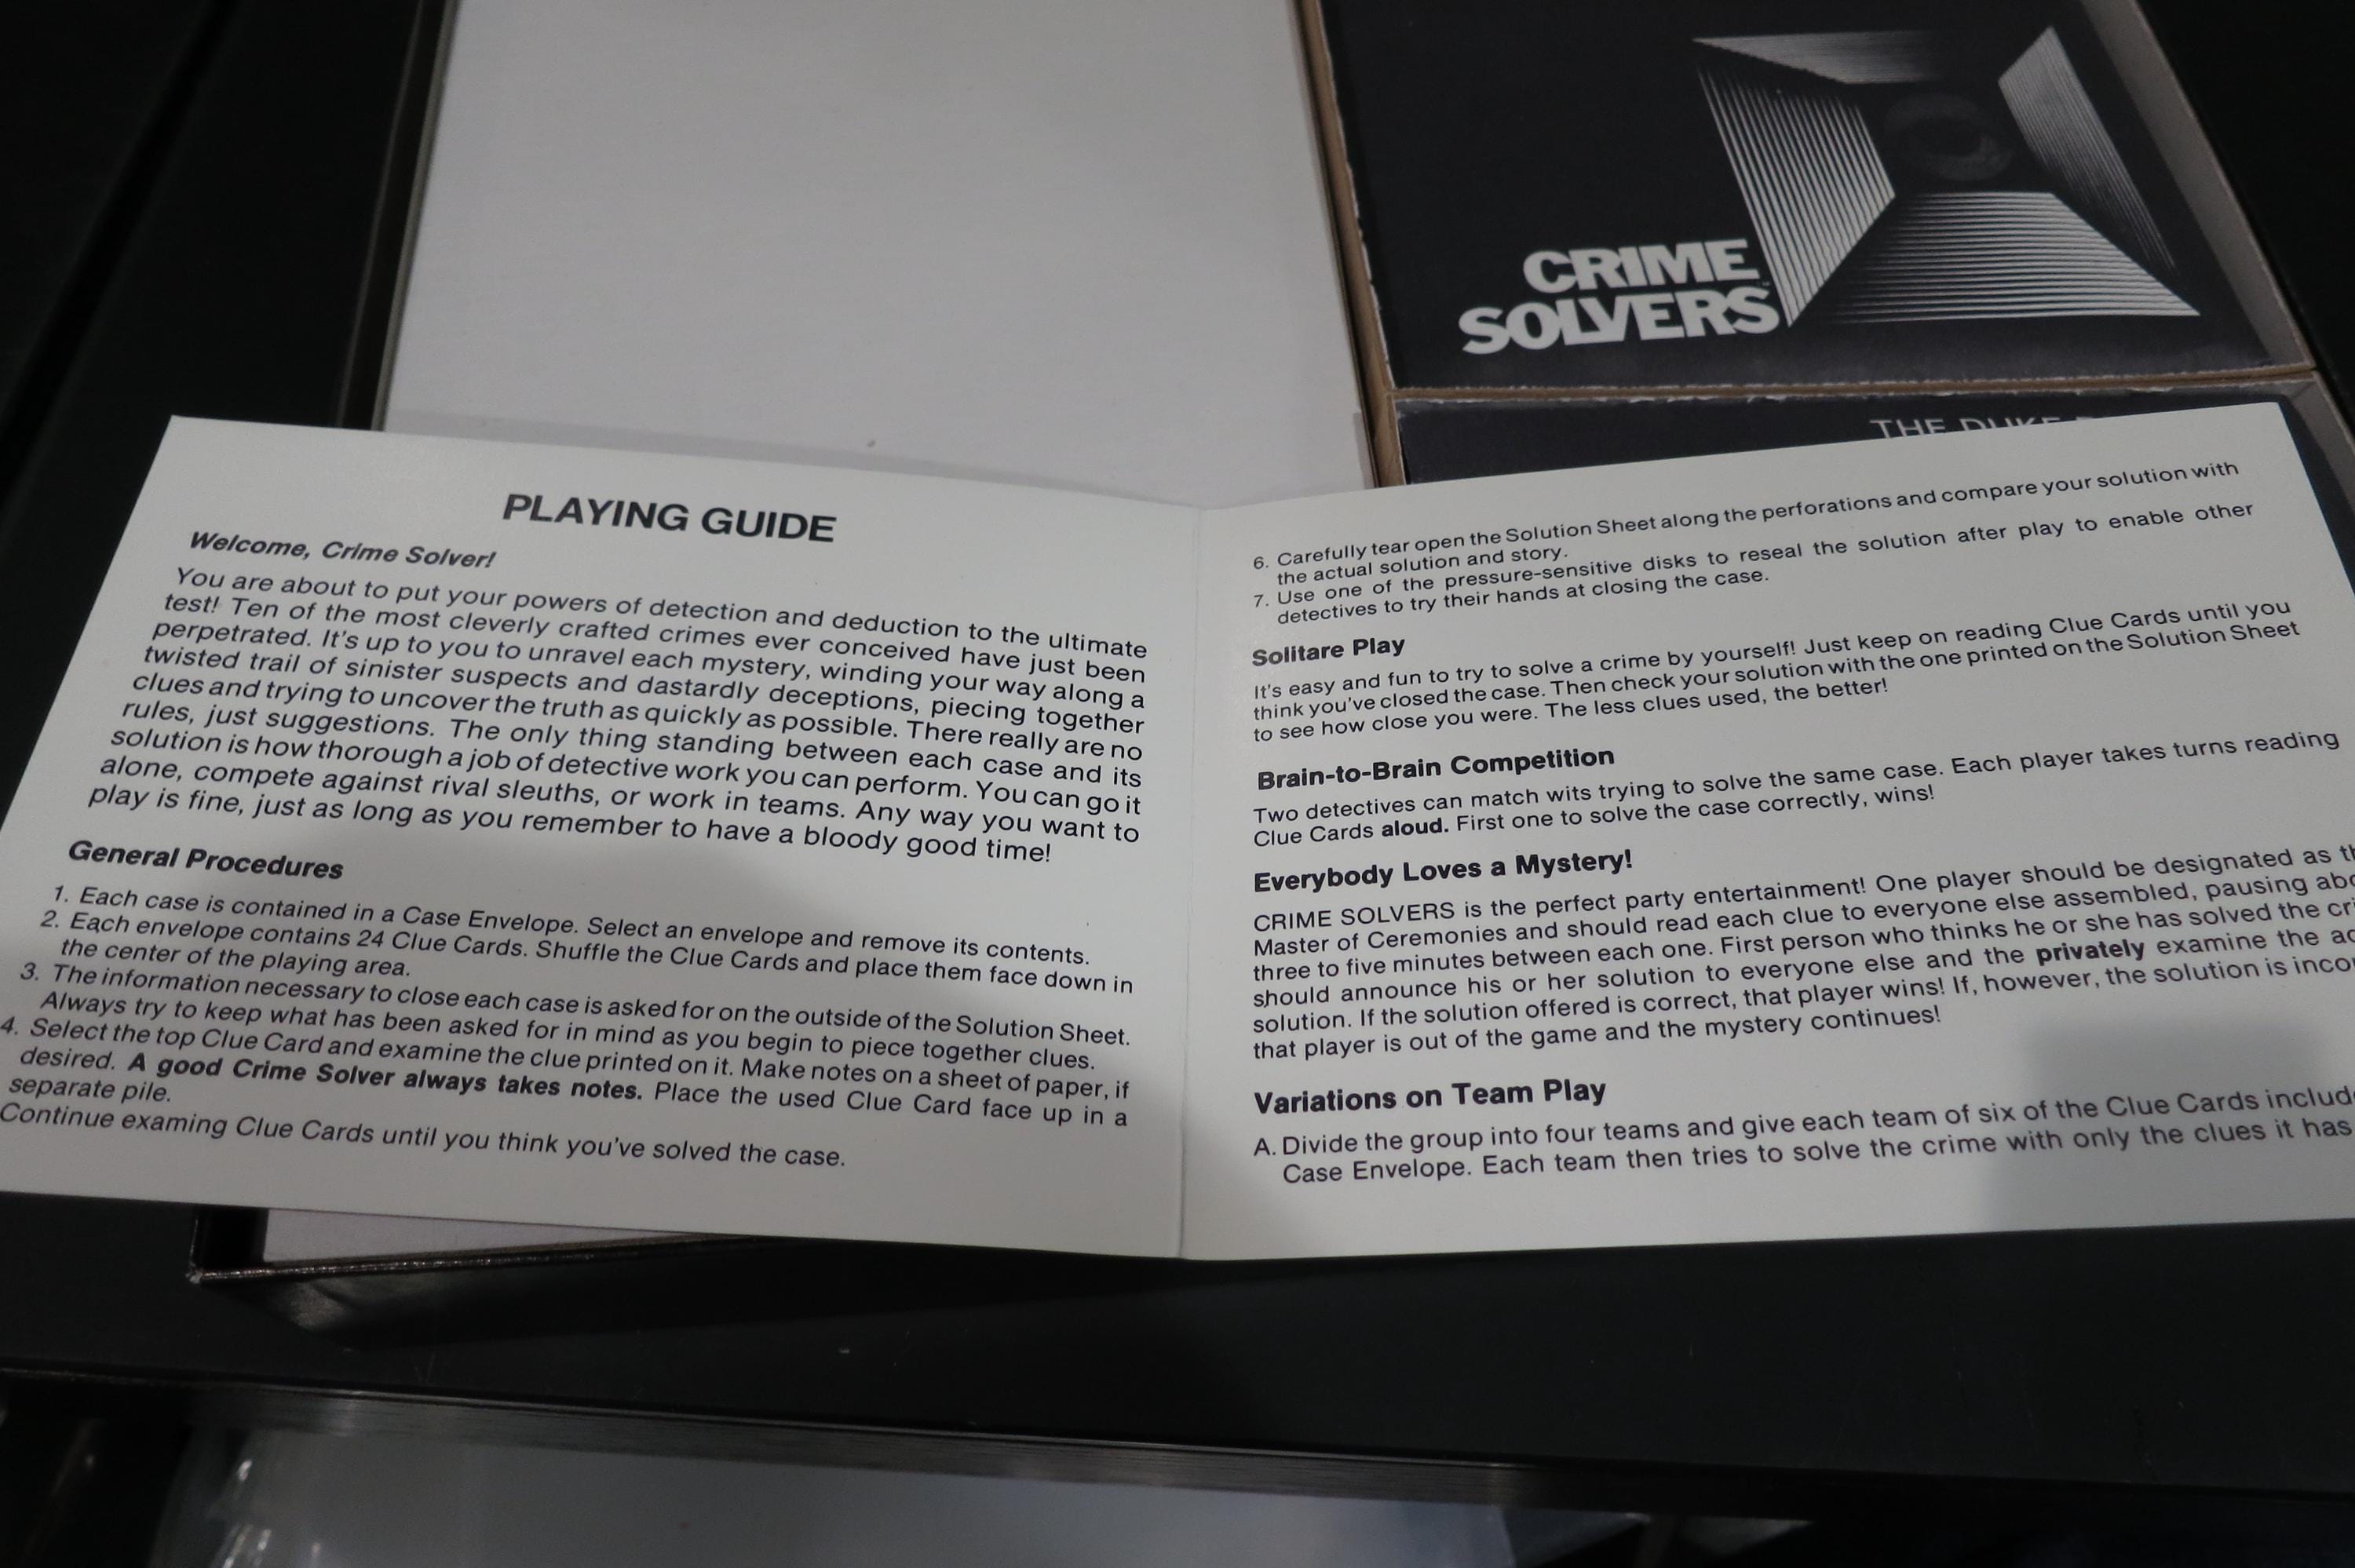 CRIME
SOLVERS
THE DUKE
PLAYING GUIDE
Welcome, Crime Solver!
You are about to put your powers of detection and deduction to the ultimate
test! Ten of the most cleverly crafted crimes ever conceived have just been
perpetrated. It's up to you to unravel each mystery, winding your way along a
twisted trail of sinister suspects and dastardly deceptions, piecing together
clues and trying to uncover the truth as quickly as possible. There really are no
rules, just suggestions. The only thing standing between each case and its
solution is how thorough a job of detective work you can perform. You can go it
alone, compete against rival sleuths, or work in teams. Any way you want to
play is fine, just as long as you remember to have a bloody good time!
General Procedures
1. Each case is contained in a Case Envelope. Select an envelope and remove its contents.
2. Each envelope contains 24 Clue Cards. Shuffle the Clue Cards and place them face down in
the center of the playing area.
3. The information necessary to close each case is asked for on the outside of the Solution Sheet.
Always try to keep what has been asked for in mind as you begin to piece together clues.
4. Select the top Clue Card and examine the clue printed on it. Make notes on a sheet of paper, if
desired. A good Crime Solver always takes notes. Place the used Clue Card face up in a
separate pile.
Continue examing Clue Cards until you think you've solved the case.
6. Carefully tear open the Solution Sheet along the perforations and compare your solution with
the actual solution and story.
7. Use one of the pressure-sensitive disks to reseal the solution after play to enable other
detectives to try their hands at closing the case.
Solitare Play
It's easy and fun to try to solve a crime by yourself! Just keep on reading Clue Cards until you
think you've closed the case. Then check your solution with the one printed on the Solution Sheet
to see how close you were. The less clues used, the better!
Brain-to-Brain Competition
Two detectives can match wits trying to solve the same case. Each player takes turns reading
Clue Cards aloud. First one to solve the case correctly, wins!
Everybody Loves a Mystery!
CRIME SOLVERS is the perfect party entertainment! One player should be designated as
Master of Ceremonies and should read each clue to everyone else assembled, pausing
three to five minutes between each one. First person who thinks he or she has solved the
should announce his or her solution to everyone else and the privately examine the
solution. If the solution offered is correct, that player wins! If, however, the solution is
that player is out of the game and the mystery continues!
Variations on Team Play
A. Divide the group into four teams and give each team of six of the Clue Cards
Case Envelope. Each team then tries to solve the crime with only the clues it has